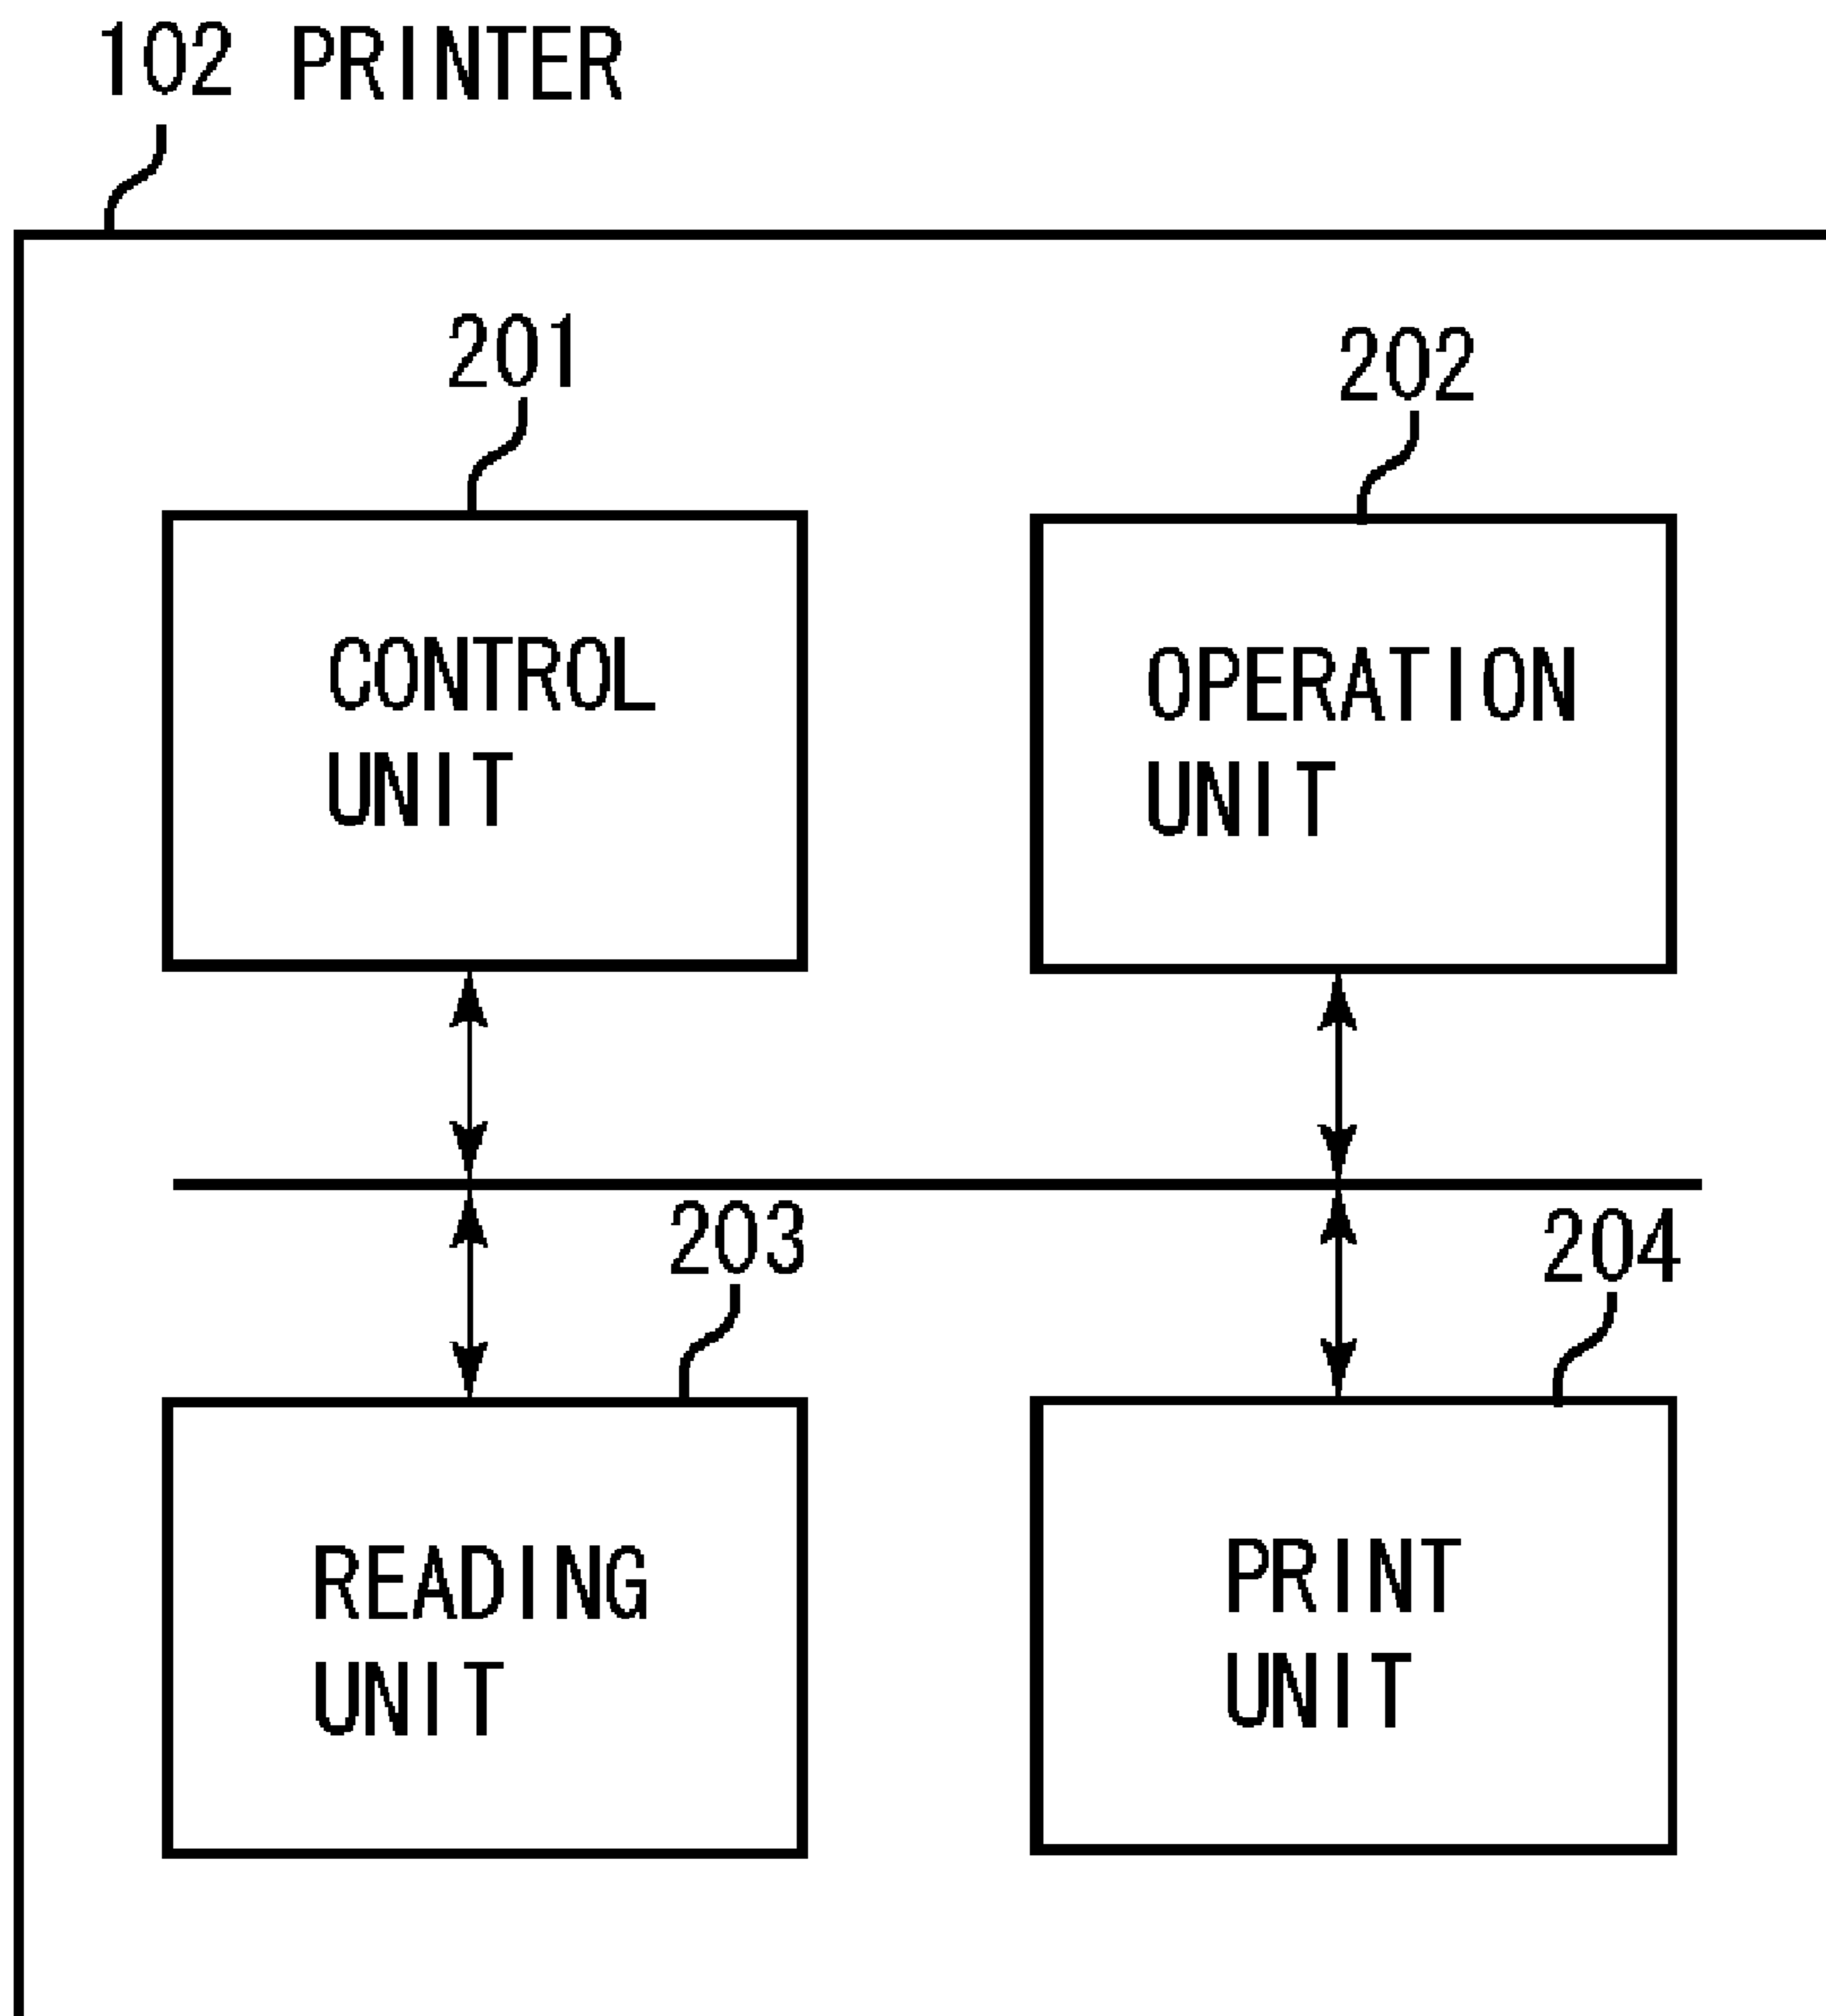 102 PRINTER
201
202
CONTROL
UNIT
OPERATION
UNIT
203
204
READING
UNIT
PRINT
UNIT